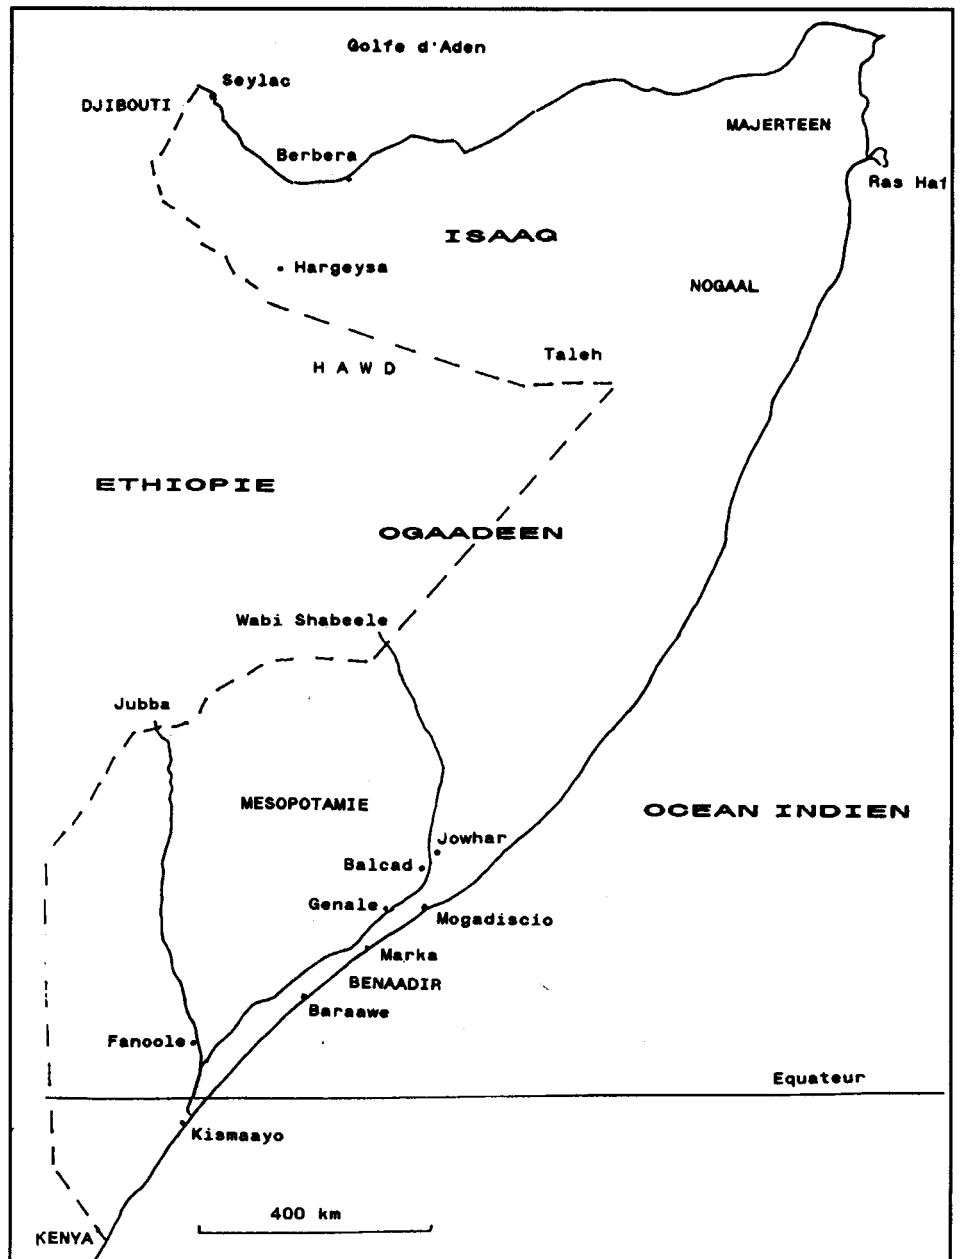 Golfe d'Aden
Seylac
DJIBOUTI
MAJERTEEN
Berbera
Ras Haf
ISAAQ
Hargeysa
NOGAAL
Taleh
HAWD
ETHIOPIE
OGAADEEN
Wabi Shabeele
Jubba
MESOPOTAMIE
OCEAN INDIEN
Jowhar
Balcad
Genale
Mogadiscio
Marka
BENAADIR
Baraawe
Fanoole
Equateur
Kismaayo
400 km
KENYA